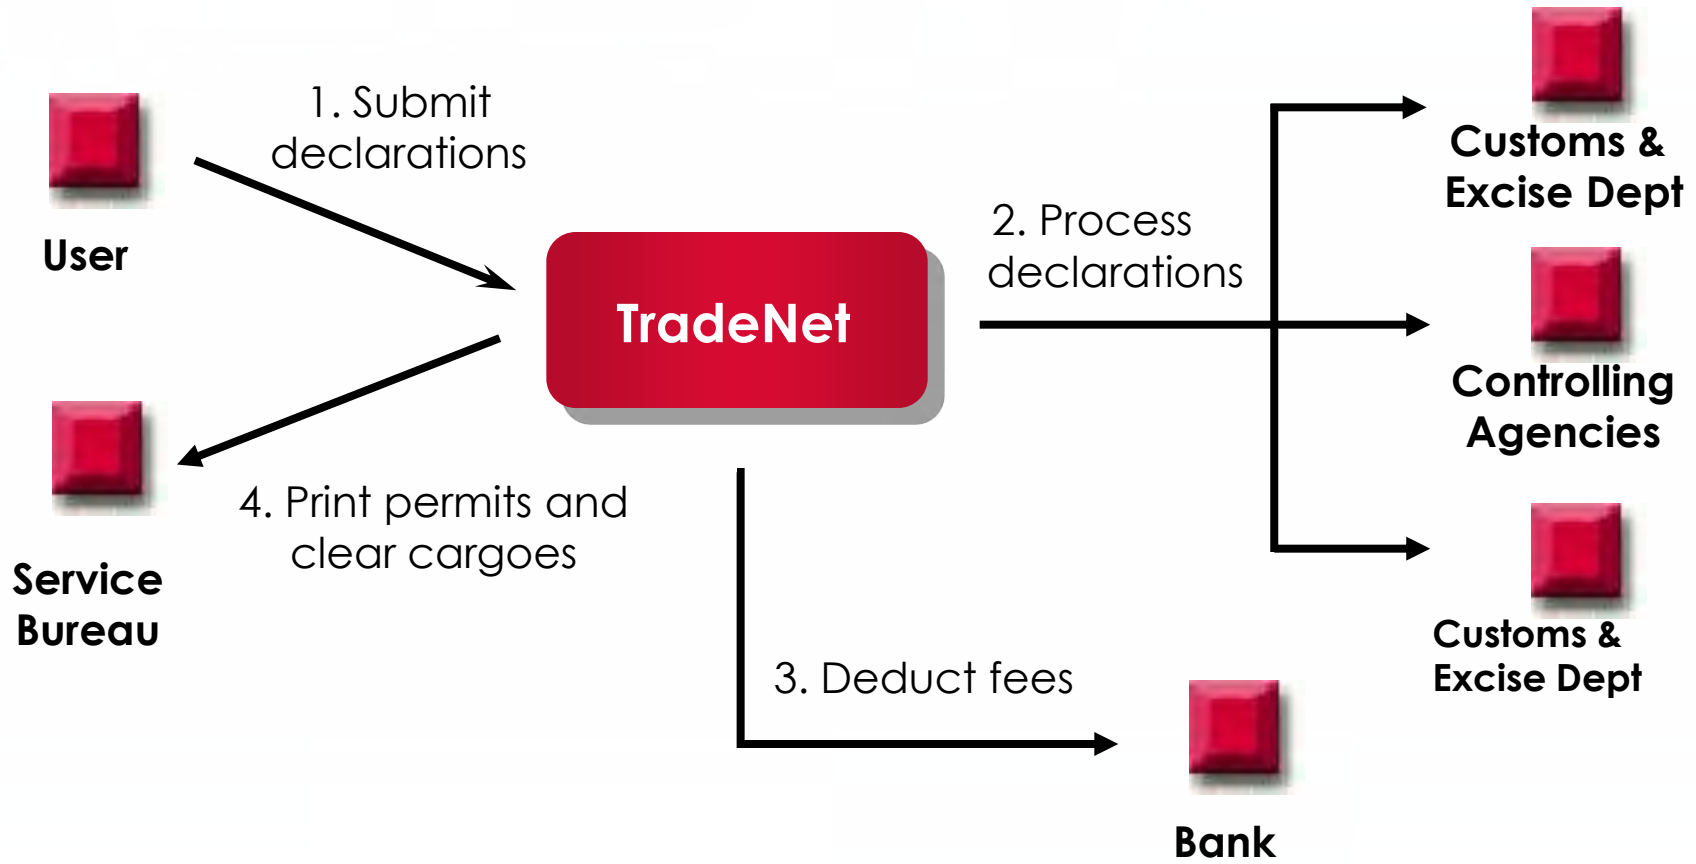 1. Submit
declarations
User
TradeNet
2. Process
declarations
Customs &
Excise Dept
Controlling
Agencies
Customs &
Excise Dept
3. Deduct fees
Bank
4. Print permits and
clear cargoes
Service
Bureau